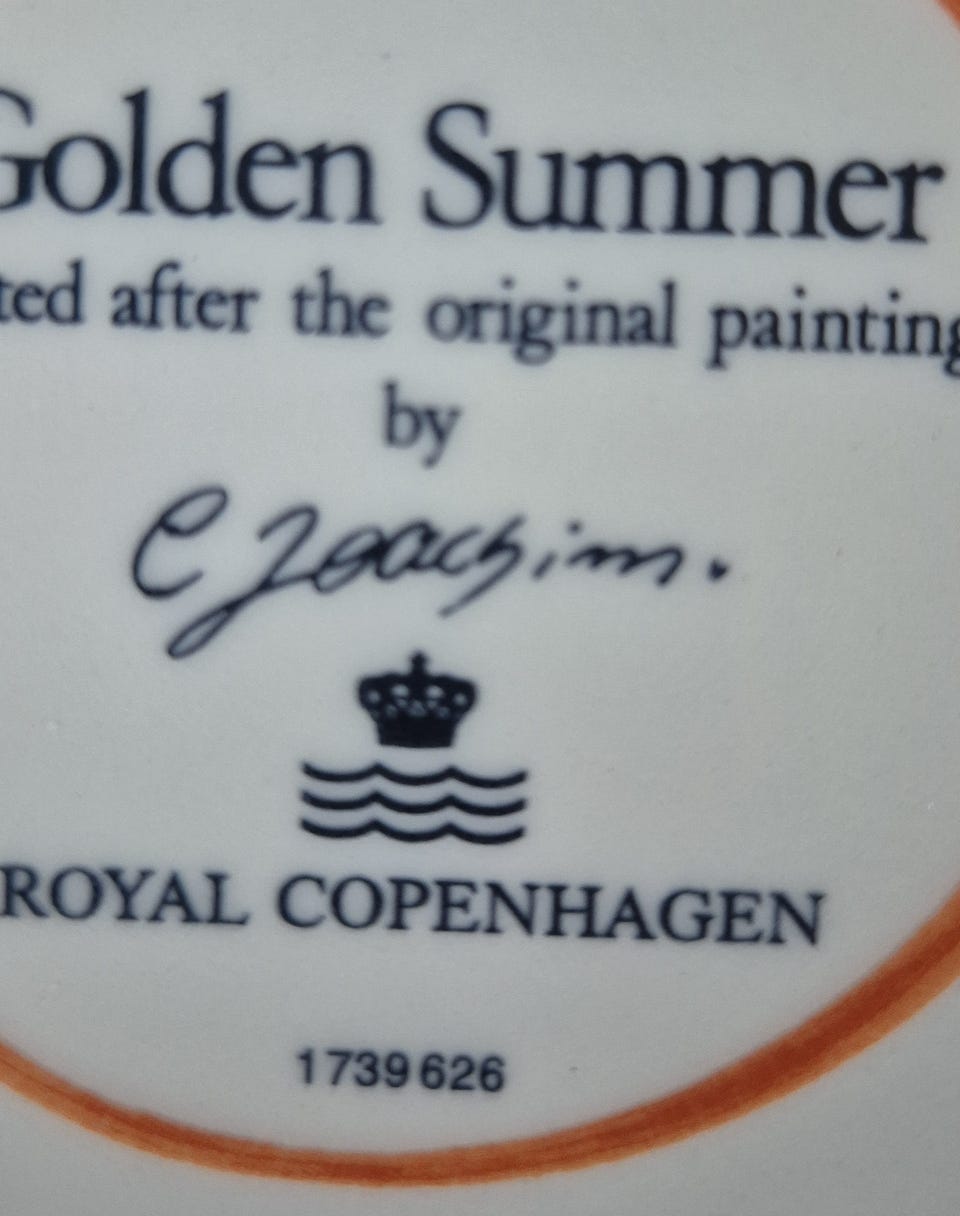 Golden Summer
ted after the original painting
by
C Joachim.
ROYAL COPENHAGEN
1739626